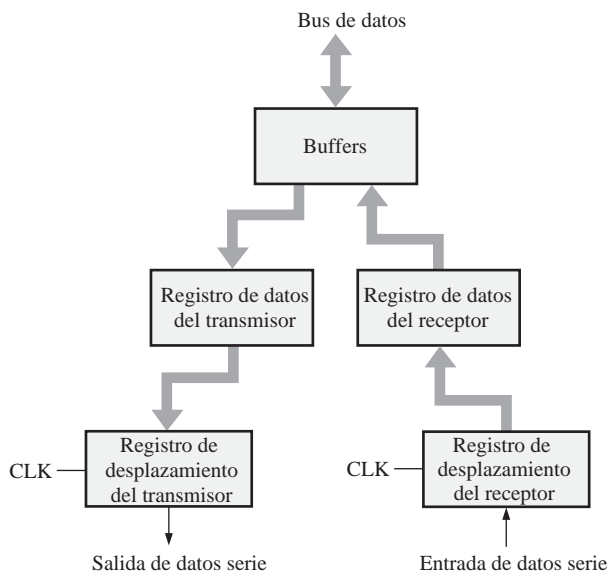 Bus de datos
Buffers
Registro de datos
del transmisor
Registro de datos
del receptor
CLK
Registro de
desplazamiento
del transmisor
CLK
Registro de
desplazamiento
del receptor
Salida de datos serie
Entrada de datos serie